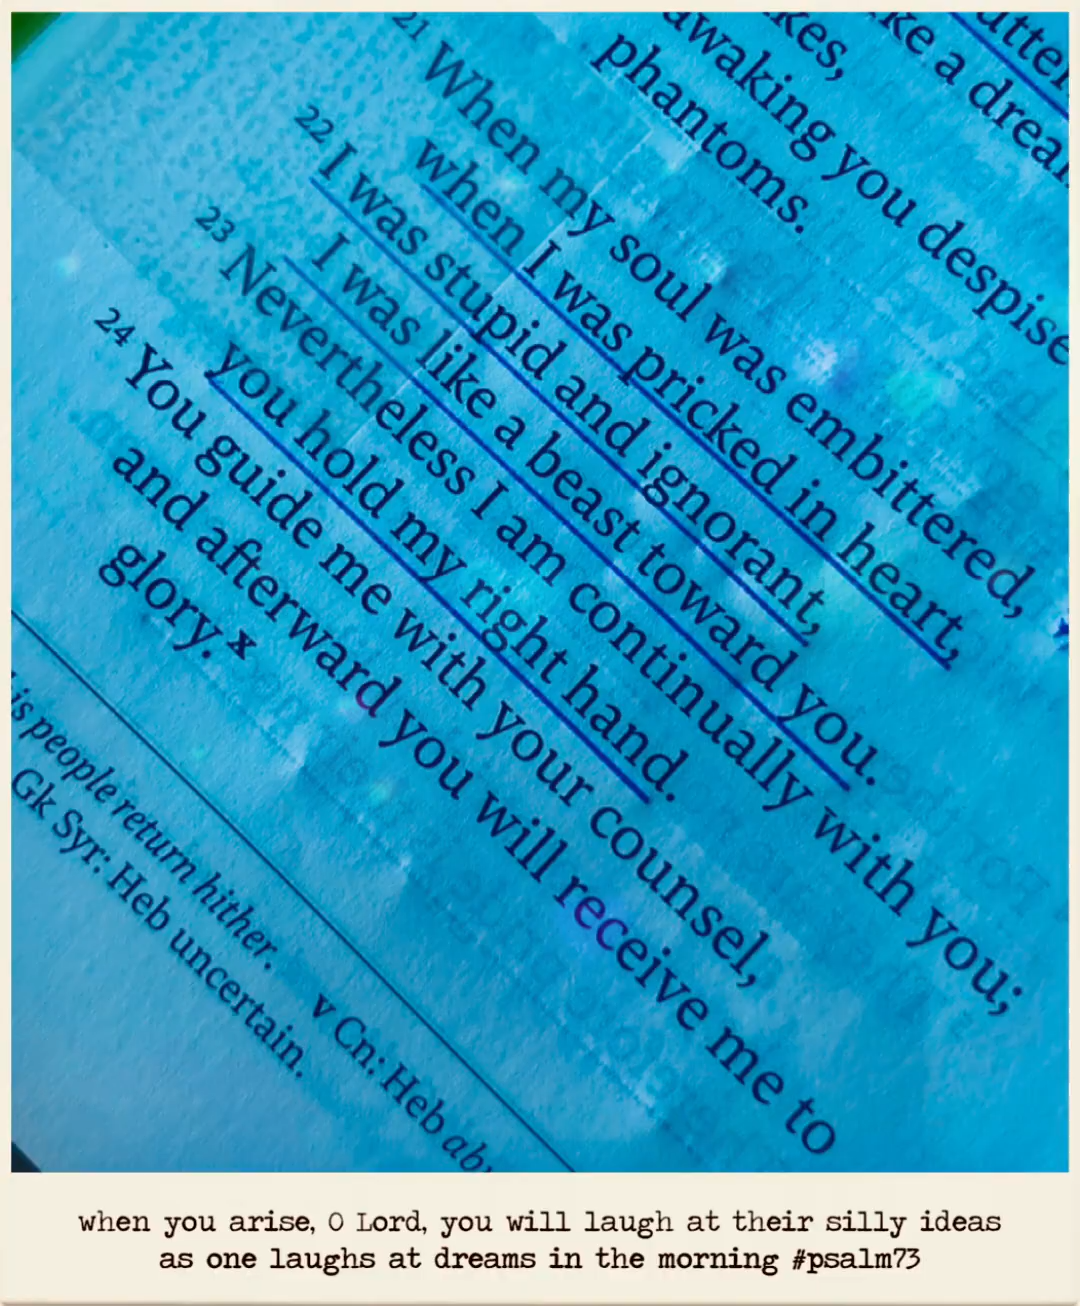 utter
ke a drea
kes,
awaking you despise
phantoms.
21 When my soul was embittered,
when I was pricked in heart,
22 I was stupid and ignorant,
I was like a beast toward you.
23 Nevertheless I am continually with you;
you hold my right hand.
24 You guide me with your counsel,
and afterward you will receive me to
glory. x
is people return hither. v Cn: Heb ab
Gk Syr: Heb uncertain.
when you arise, O Lord, you will laugh at their silly ideas
as one laughs at dreams in the morning #psalm73